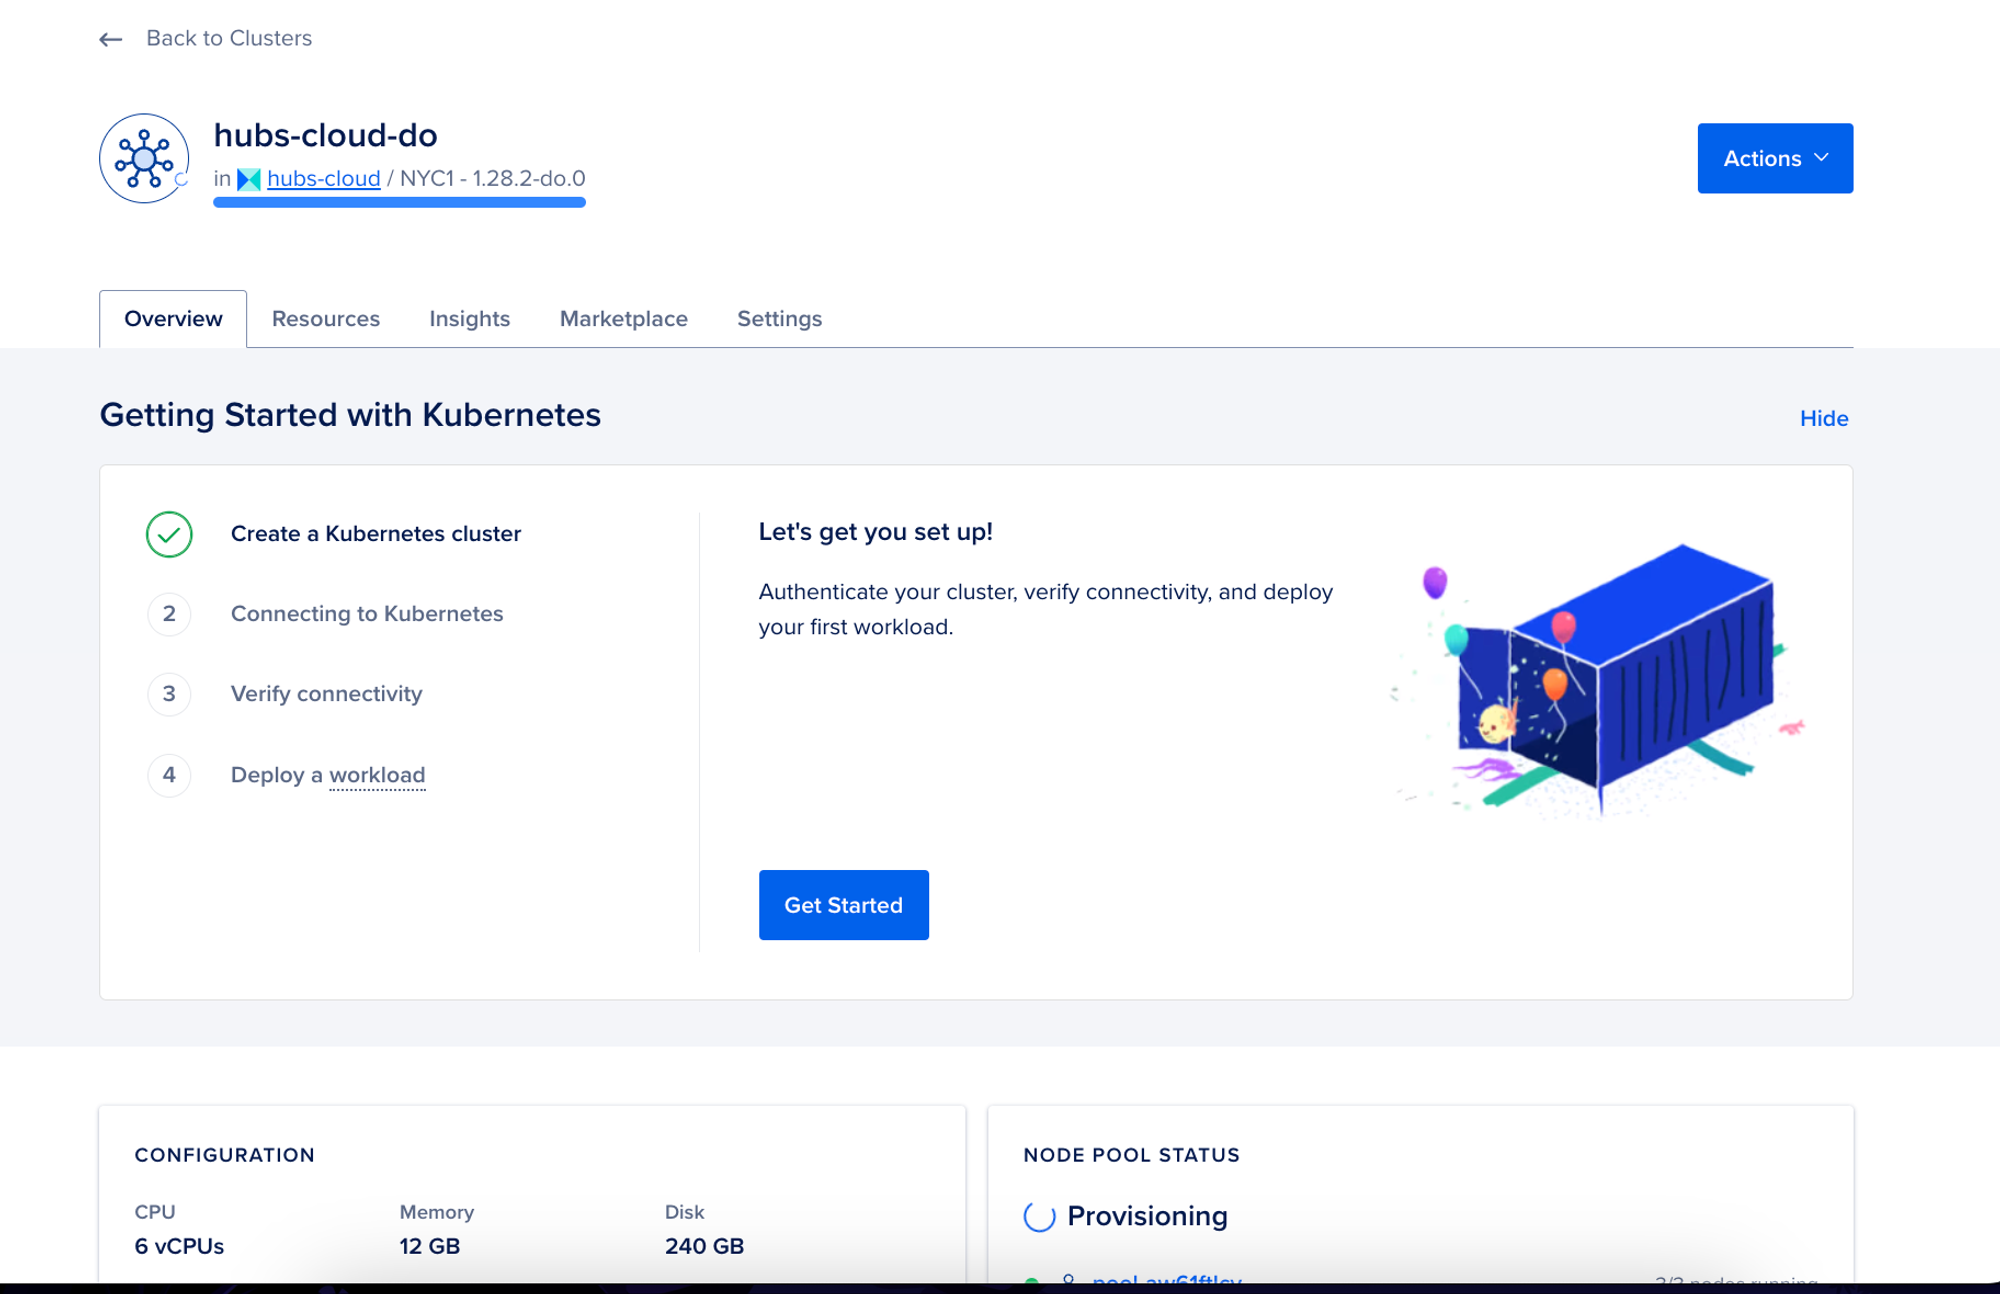 Back to Clusters
hubs-cloud-do
in hubs-cloud / NYC1 - 1.28.2-do.0
Actions
Overview Resources Insights Marketplace Settings
Getting Started with Kubernetes
Hide
Create a Kubernetes cluster
2 Connecting to Kubernetes
3 Verify connectivity
4 Deploy a workload
Let's get you set up!
Authenticate your cluster, verify connectivity, and deploy
your first workload.
Get Started
CONFIGURATION
CPU Memory Disk
6 vCPUs 12 GB 240 GB
NODE POOL STATUS
Provisioning
nodes running